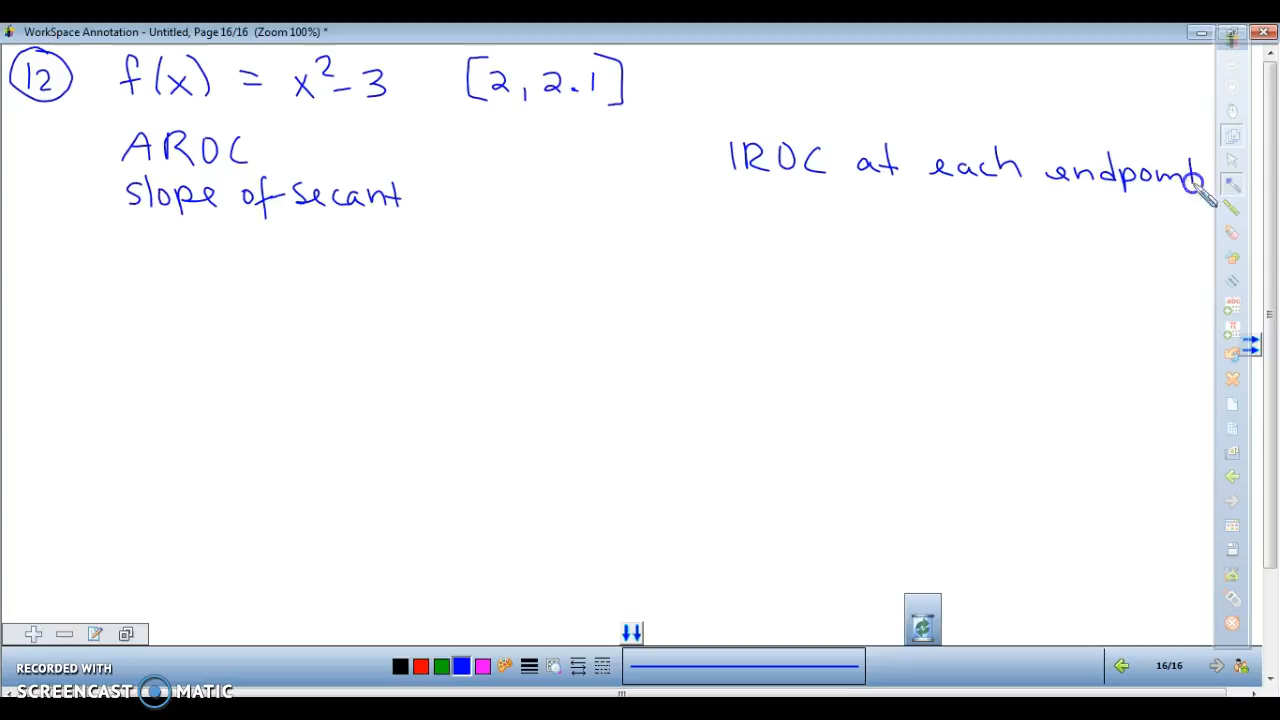 WorkSpace Annotation - Untitled, Page 16/16 (Zoom 100%) *
12 f(x) = x²-3 [2, 2.1]
AROC
IROC at each endpoint
slope of secant
abc
π
16/16
RECORDED WITH
SCREENCAST MATIC